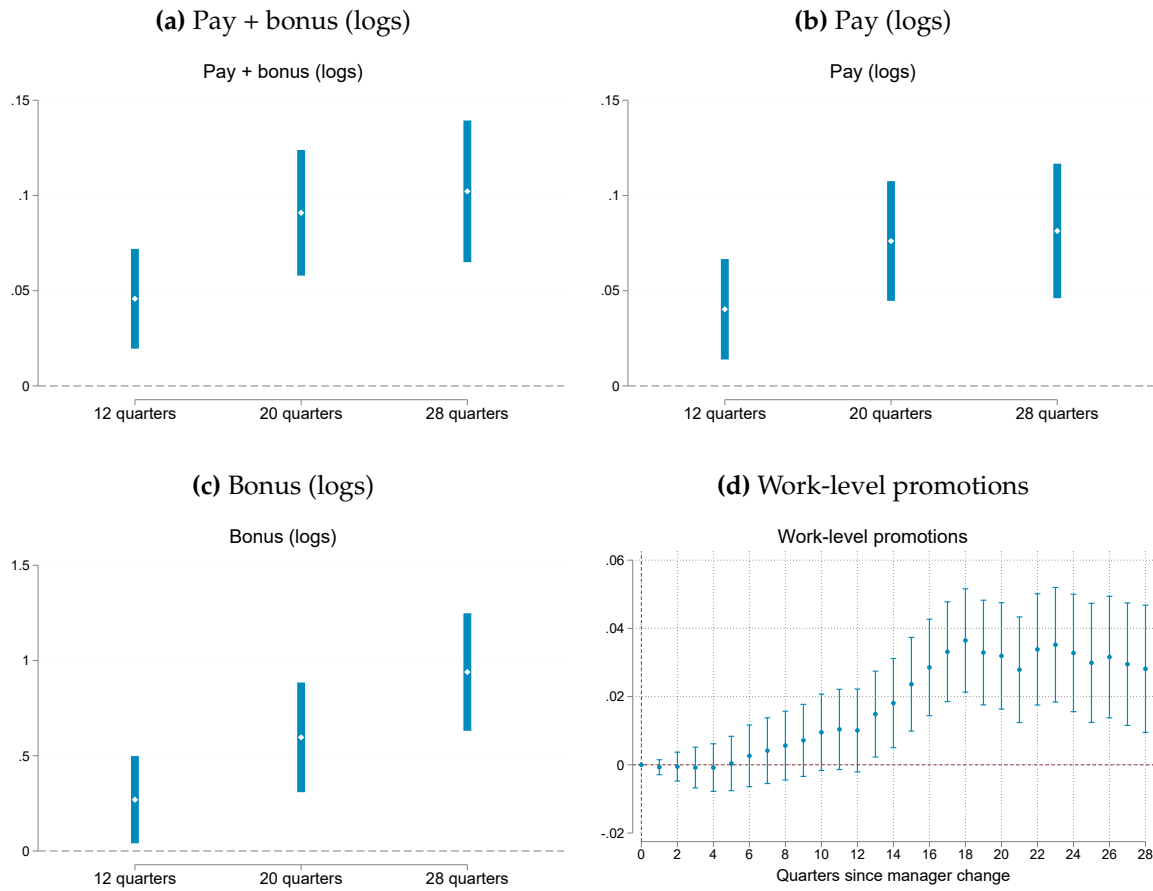 (a) Pay + bonus (logs)
Pay + bonus (logs)
.15
.1
.05
0
12 quarters 20 quarters 28 quarters
(b) Pay (logs)
Pay (logs)
.15
.1
.05
0
12 quarters 20 quarters 28 quarters
(c) Bonus (logs)
Bonus (logs)
1.5
1
.5
0
12 quarters 20 quarters 28 quarters
(d) Work-level promotions
Work-level promotions
.06
.04
.02
0
-.02
0 2 4 6 8 10 12 14 16 18 20 22 24 26 28
Quarters since manager change